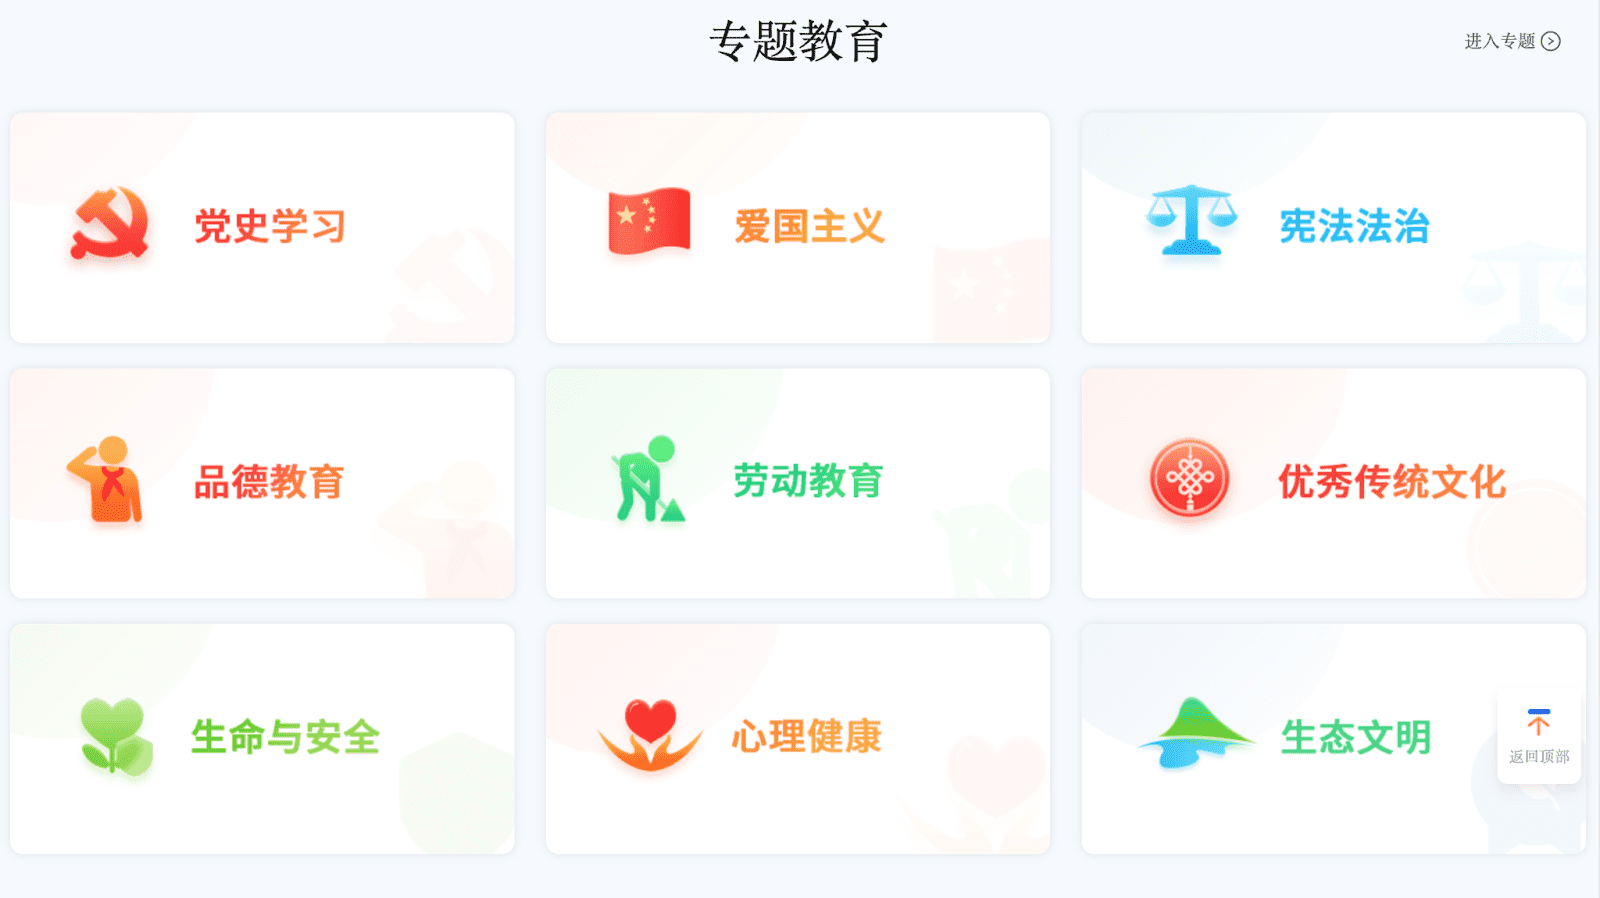 专题教育
进入专题
党史学习
爱国主义
宪法法治
品德教育
劳动教育
优秀传统文化
生命与安全
心理健康
生态文明
返回顶部